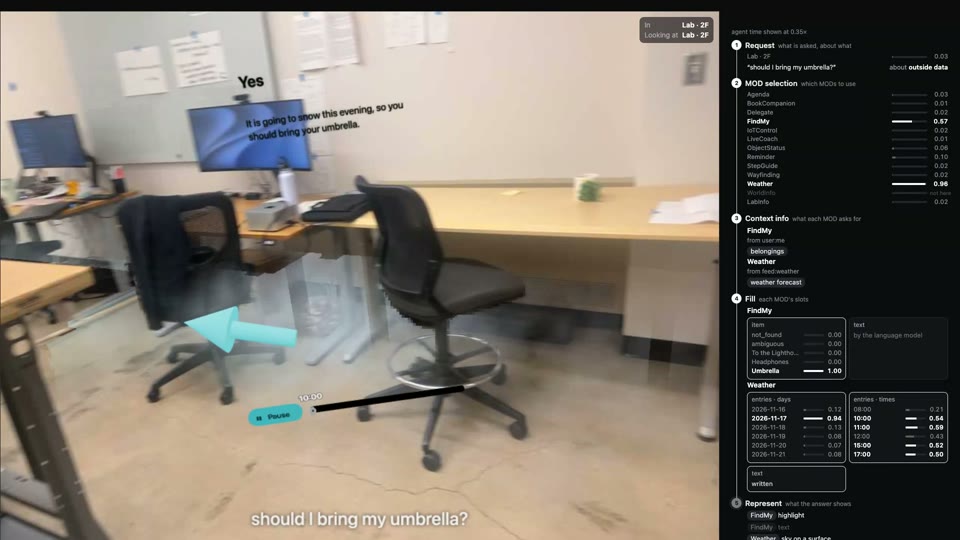 In Lab · 2F
Looking at Lab · 2F
Yes
It is going to snow this evening, so you
should bring your umbrella.
10:00
Pause
should I bring my umbrella?
agent time shown at 0.35×
1 Request what is asked, about what
Lab · 2F 0.03
"should I bring my umbrella?" about outside data
2 MOD selection which MODs to use
Agenda 0.03
BookCompanion 0.01
Delegate 0.02
FindMy 0.57
IoTControl 0.02
LiveCoach 0.01
ObjectStatus 0.06
Reminder 0.10
StepGuide 0.02
Wayfinding 0.02
Weather 0.96
WorldInfo not here
LabInfo 0.02
3 Context info what each MOD asks for
FindMy
from user:me
belongings
Weather
from feed:weather
weather forecast
4 Fill each MOD's slots
FindMy
item
not_found 0.00
ambiguous 0.00
To the Lightho... 0.00
Headphones 0.00
Umbrella 1.00
text
by the language model
Weather
entries · days
2026-11-16 0.12
2026-11-17 0.94
2026-11-18 0.13
2026-11-19 0.08
2026-11-20 0.07
2026-11-21 0.08
entries · times
08:00 0.21
10:00 0.54
11:00 0.59
12:00 0.43
15:00 0.52
17:00 0.50
text
written
5 Represent what the answer shows
FindMy highlight
FindMy text
Weather sky on a surface